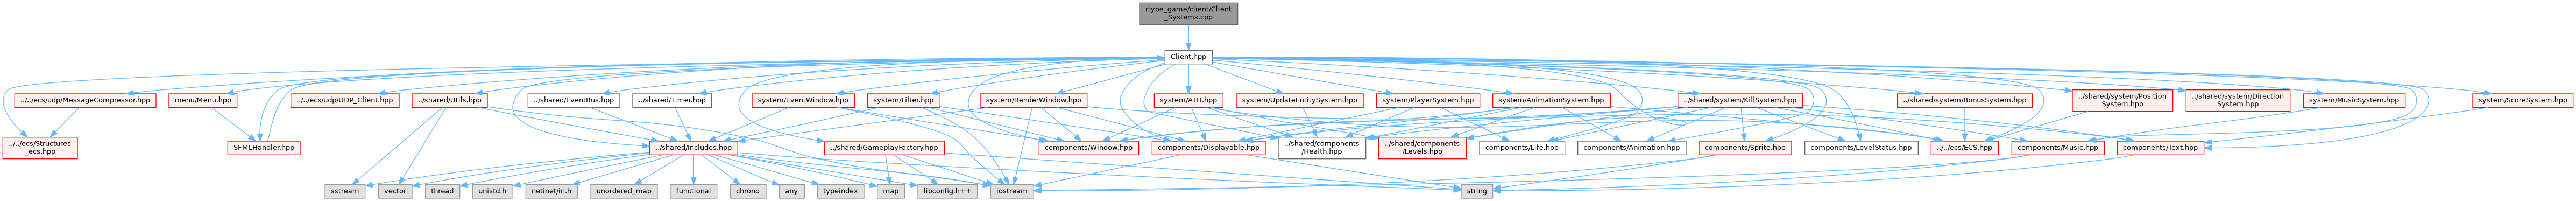 rtype_game/client/Client
_Systems.cpp
Client.hpp
../../ecs/udp/MessageCompressor.hpp
menu/Menu.hpp
../../ecs/udp/UDP_Client.hpp
../shared/Utils.hpp
../shared/EventBus.hpp
../shared/Timer.hpp
system/EventWindow.hpp
system/Filter.hpp
system/RenderWindow.hpp
system/ATH.hpp
system/UpdateEntitySystem.hpp
system/PlayerSystem.hpp
system/AnimationSystem.hpp
../shared/system/KillSystem.hpp
../shared/system/BonusSystem.hpp
../shared/system/Position
System.hpp
../shared/system/Direction
System.hpp
system/MusicSystem.hpp
system/ScoreSystem.hpp
../../ecs/Structures
_ecs.hpp
SFMLHandler.hpp
../shared/Includes.hpp
../shared/GameplayFactory.hpp
components/Window.hpp
components/Displayable.hpp
../shared/components
/Health.hpp
../shared/components
/Levels.hpp
components/Life.hpp
components/Animation.hpp
components/Sprite.hpp
components/LevelStatus.hpp
../../ecs/ECS.hpp
components/Music.hpp
components/Text.hpp
sstream
vector
thread
unistd.h
netinet/in.h
unordered_map
functional
chrono
any
typeindex
map
libconfig.h++
iostream
string